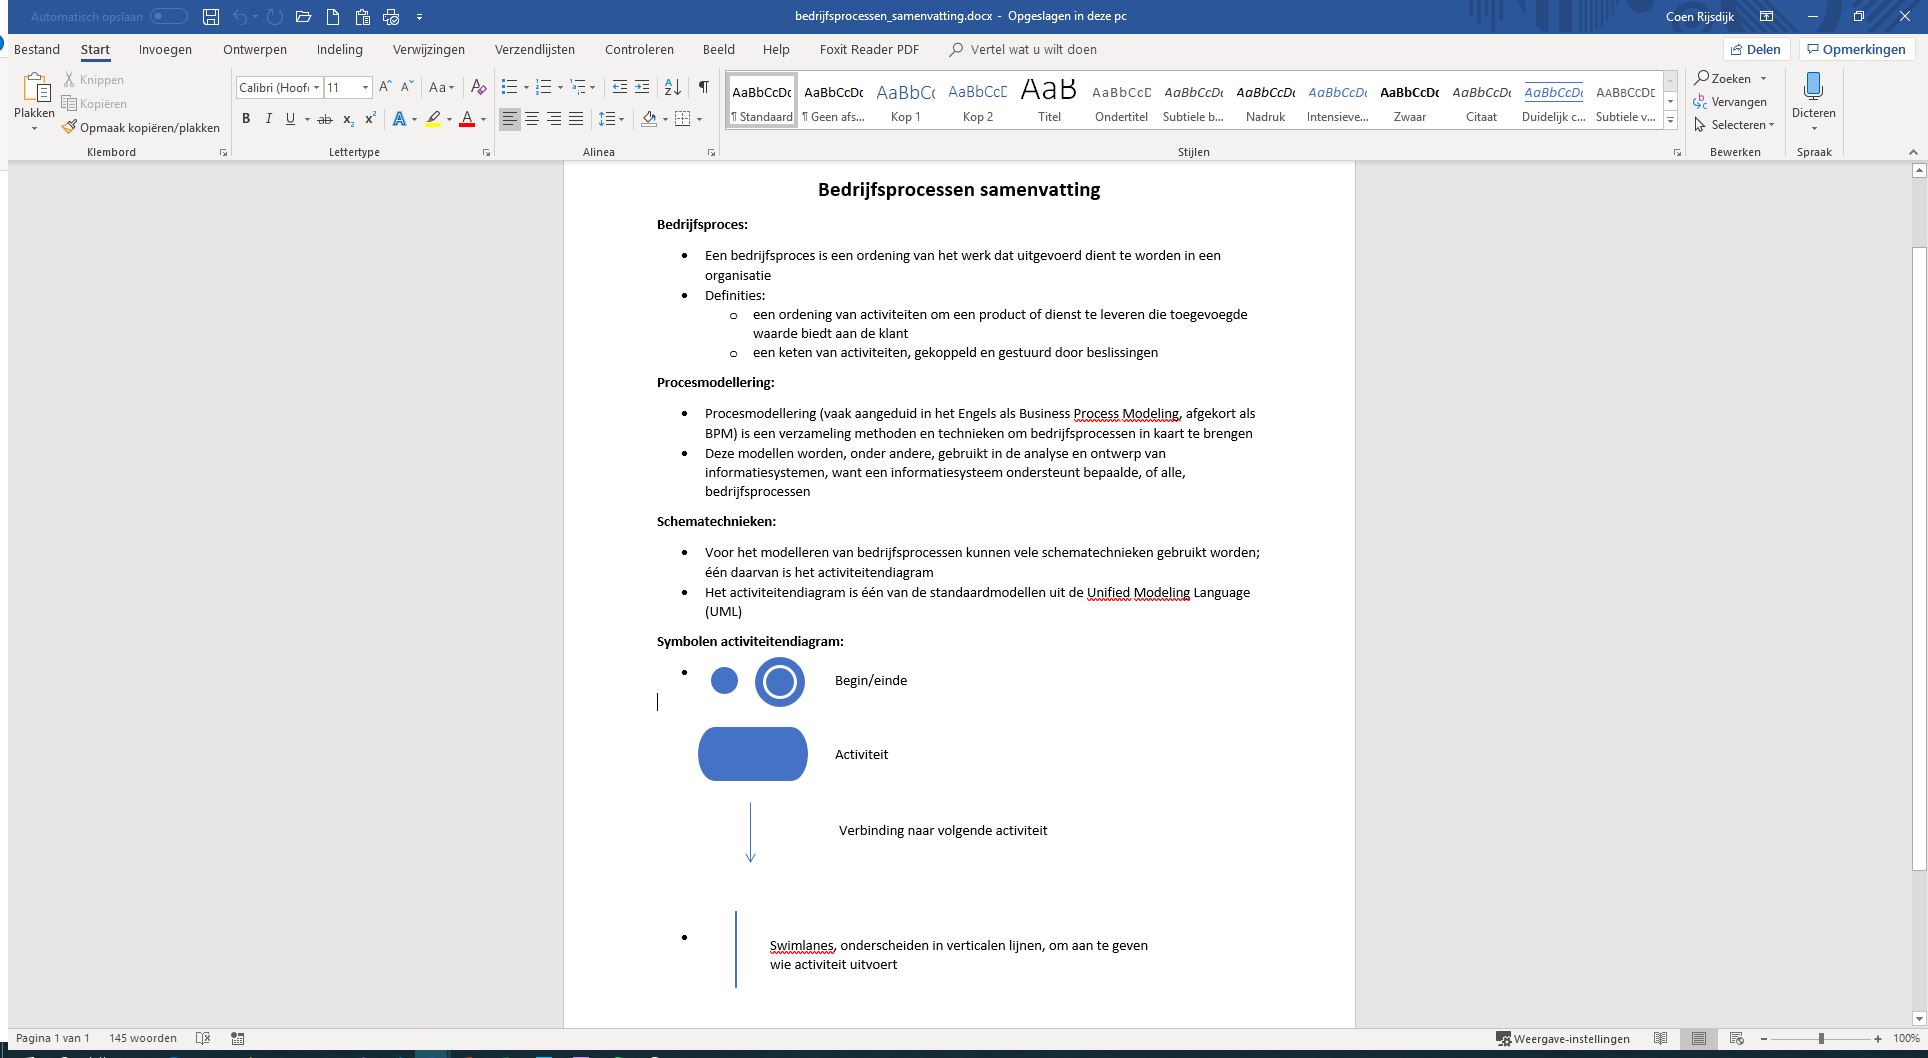 Automatisch opslaan
bedrijfsprocessen_samenvatting.docx - Opgeslagen in deze pc
Coen Rijsdijk
Bestand Start Invoegen Ontwerpen Indeling Verwijzingen Verzendlijsten Controleren Beeld Help Foxit Reader PDF Vertel wat u wilt doen
Delen Opmerkingen
Plakken
Knippen
Kopiëren
Opmaak kopiëren/plakken
Klembord
Calibri (Hoof 11
Lettertype
Alinea
AaBbCcDc AaBbCcDc AaBbCc AaBbCcD AaB AaBbCcD AaBbCcDc AaBbCcDc AaBbCcDc AaBbCcDc AaBbCcDc AaBbCcDc AaBbCcDd
¶ Standaard ¶ Geen afs... Kop 1 Kop 2 Titel Ondertitel Subtiele b... Nadruk Intensieve... Zwaar Citaat Duidelijk c... Subtiele v...
Stijlen
Zoeken
Vervangen
Selecteren
Bewerken
Dicteren
Spraak
Bedrijfsprocessen samenvatting
Bedrijfsproces:
• Een bedrijfsproces is een ordening van het werk dat uitgevoerd dient te worden in een
organisatie
• Definities:
o een ordening van activiteiten om een product of dienst te leveren die toegevoegde
waarde biedt aan de klant
o een keten van activiteiten, gekoppeld en gestuurd door beslissingen
Procesmodellering:
• Procesmodellering (vaak aangeduid in het Engels als Business Process Modeling, afgekort als
BPM) is een verzameling methoden en technieken om bedrijfsprocessen in kaart te brengen
• Deze modellen worden, onder andere, gebruikt in de analyse en ontwerp van
informatiesystemen, want een informatiesysteem ondersteunt bepaalde, of alle,
bedrijfsprocessen
Schematechnieken:
• Voor het modelleren van bedrijfsprocessen kunnen vele schematechnieken gebruikt worden;
één daarvan is het activiteitendiagram
• Het activiteitendiagram is één van de standaardmodellen uit de Unified Modeling Language
(UML)
Symbolen activiteitendiagram:
• Begin/einde
Activiteit
Verbinding naar volgende activiteit
• Swimlanes, onderscheiden in verticalen lijnen, om aan te geven
wie activiteit uitvoert
Pagina 1 van 1 145 woorden
Weergave-instellingen
100%